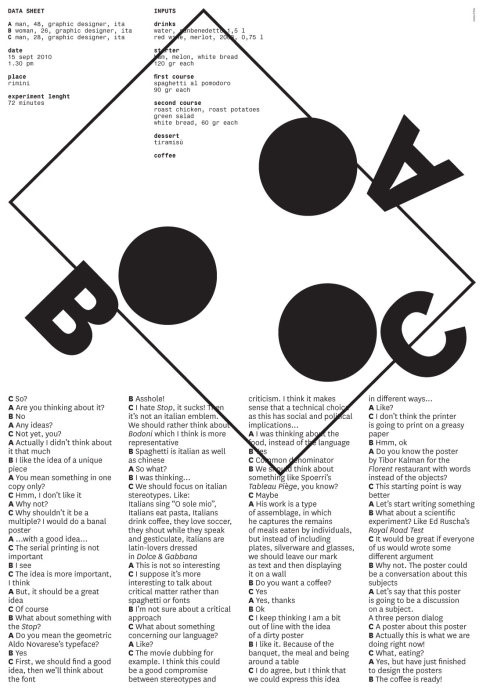 DATA SHEET
A man, 48, graphic designer, ita
B woman, 26, graphic designer, ita
C man, 28, graphic designer, ita
date
15 sept 2010
1.30 pm
place
rimini
experiment lenght
72 minutes
INPUTS
drinks
water, sanbenedetto 1,5 l
red wine, merlot, 0,75 l
starter
ham, melon, white bread
120 gr each
first course
spaghetti al pomodoro
90 gr each
second course
roast chicken, roast potatoes
green salad
white bread, 60 gr each
dessert
tiramisù
coffee
A
B
C
C So?
A Are you thinking about it?
B No
A Any ideas?
C Not yet, you?
A Actually I didn't think about
it that much
B I like the idea of a unique
piece
A You mean something in one
copy only?
C Hmm, I don't like it
A Why not?
C Why shouldn't it be a
multiple? I would do a banal
poster
A ...with a good idea...
C The serial printing is not
important
B I see
C The idea is more important,
I think
A But, it should be a great
idea
C Of course
B What about something with
the Stop?
A Do you mean the geometric
Aldo Novarese's typeface?
B Yes
C First, we should find a good
idea, then we'll think about
the font
B Asshole!
C I hate Stop, it sucks! Then
it's not an italian emblem.
We should rather think about
Bodoni which I think is more
representative
B Spaghetti is italian as well
as chinese
A So what?
B I was thinking...
C We should focus on italian
stereotypes. Like:
Italians sing "O sole mio",
Italians eat pasta, Italians
drink coffee, they love soccer,
they shout while they speak
and gesticulate, italians are
latin-lovers dressed
in Dolce & Gabbana
A This is not so interesting
C I suppose it's more
interesting to talk about
critical matter rather than
spaghetti or fonts
B I'm not sure about a critical
approach
C What about something
concerning our language?
A Like?
C The movie dubbing for
example. I think this could
be a good compromise
between stereotypes and
criticism. I think it makes
sense that a technical choice
as this has social and political
implications...
A I was thinking about the
food, instead of the language
B Yes
C Common denominator
B We should think about
something like Spoerri's
Tableau Piège, you know?
C Maybe
A His work is a type
of assemblage, in which
he captures the remains
of meals eaten by individuals,
but instead of including
plates, silverware and glasses,
we should leave our mark
as text and then displaying
it on a wall
B Do you want a coffee?
C Yes
A Yes, thanks
B Ok
C I keep thinking I am a bit
out of line with the idea
of a dirty poster
B I like it. Because of the
banquet, the meal and being
around a table
C I do agree, but I think that
we could express this idea
in different ways...
A Like?
C I don't think the printer
is going to print on a greasy
paper
B Hmm, ok
A Do you know the poster
by Tibor Kalman for the
Florent restaurant with words
instead of the objects?
C This starting point is way
better
A Let's start writing something
B What about a scientific
experiment? Like Ed Ruscha's
Royal Road Test
C It would be great if everyone
of us would wrote some
different argument
B Why not. The poster could
be a conversation about this
subjects
A Let's say that this poster
is going to be a discussion
on a subject.
A three person dialog
C A poster about this poster
B Actually this is what we are
doing right now!
C What, eating?
A Yes, but have just finished
to design the posters
B The coffee is ready!